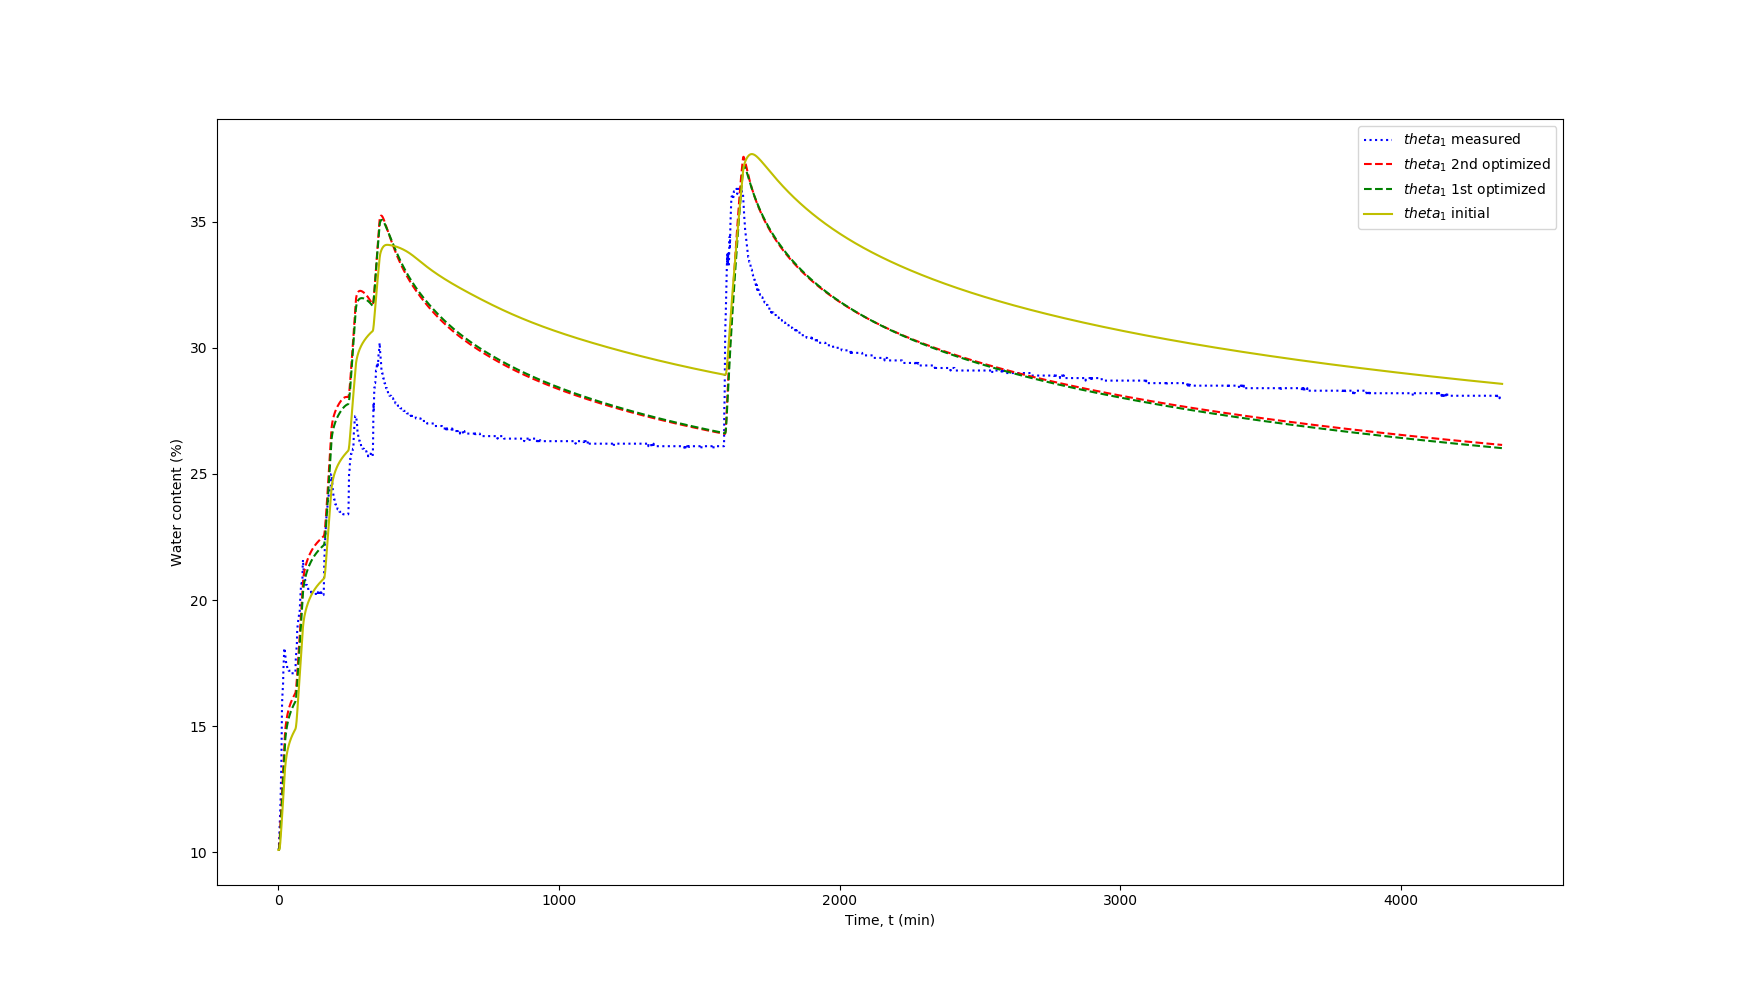 theta1 measured
theta1 2nd optimized
theta1 1st optimized
theta1 initial
35
30
25
20
15
10
Water content (%)
0 1000 2000 3000 4000
Time, t (min)